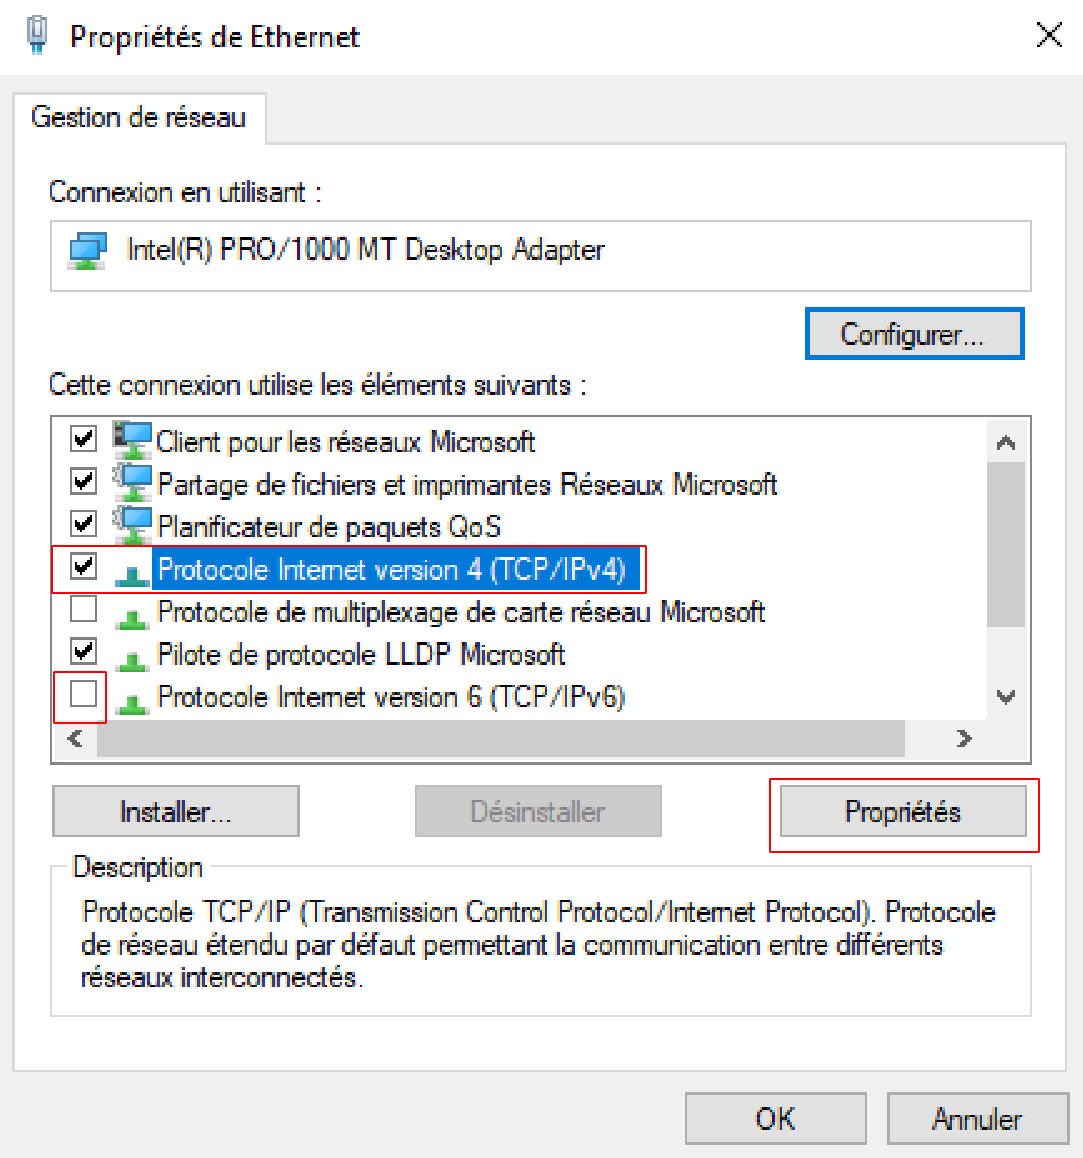 Propriétés de Ethernet
Gestion de réseau
Connexion en utilisant :
Intel(R) PRO/1000 MT Desktop Adapter
Configurer...
Cette connexion utilise les éléments suivants :
Client pour les réseaux Microsoft
Partage de fichiers et imprimantes Réseaux Microsoft
Planificateur de paquets QoS
Protocole Internet version 4 (TCP/IPv4)
Protocole de multiplexage de carte réseau Microsoft
Pilote de protocole LLDP Microsoft
Protocole Internet version 6 (TCP/IPv6)
Installer...
Désinstaller
Propriétés
Description
Protocole TCP/IP (Transmission Control Protocol/Internet Protocol). Protocole
de réseau étendu par défaut permettant la communication entre différents
réseaux interconnectés.
OK
Annuler